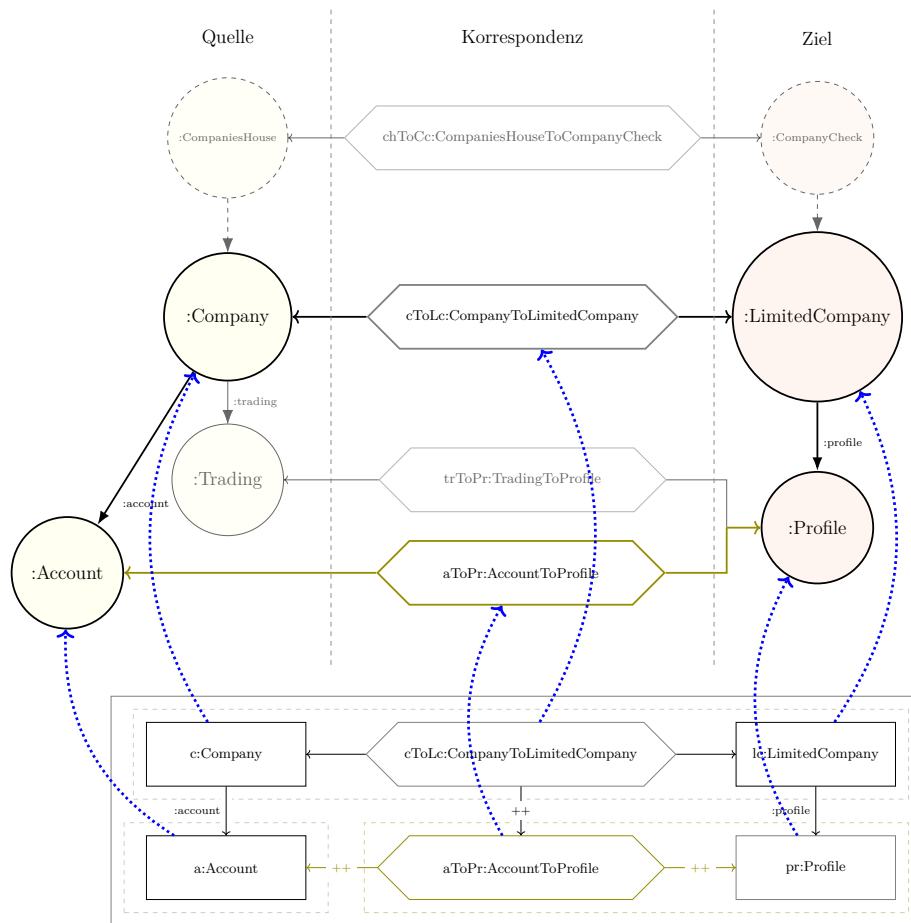 Quelle
Korrespondenz
Ziel
:CompaniesHouse
chToCc:CompaniesHouseToCompanyCheck
:CompanyCheck
:Company
cToLc:CompanyToLimitedCompany
:LimitedCompany
:trading
:profile
:Trading
trToPr:TradingToProfile
:account
:Profile
:Account
aToPr:AccountToProfile
c:Company
cToLc:CompanyToLimitedCompany
lc:LimitedCompany
:account
++
:profile
a:Account
++
aToPr:AccountToProfile
++
pr:Profile